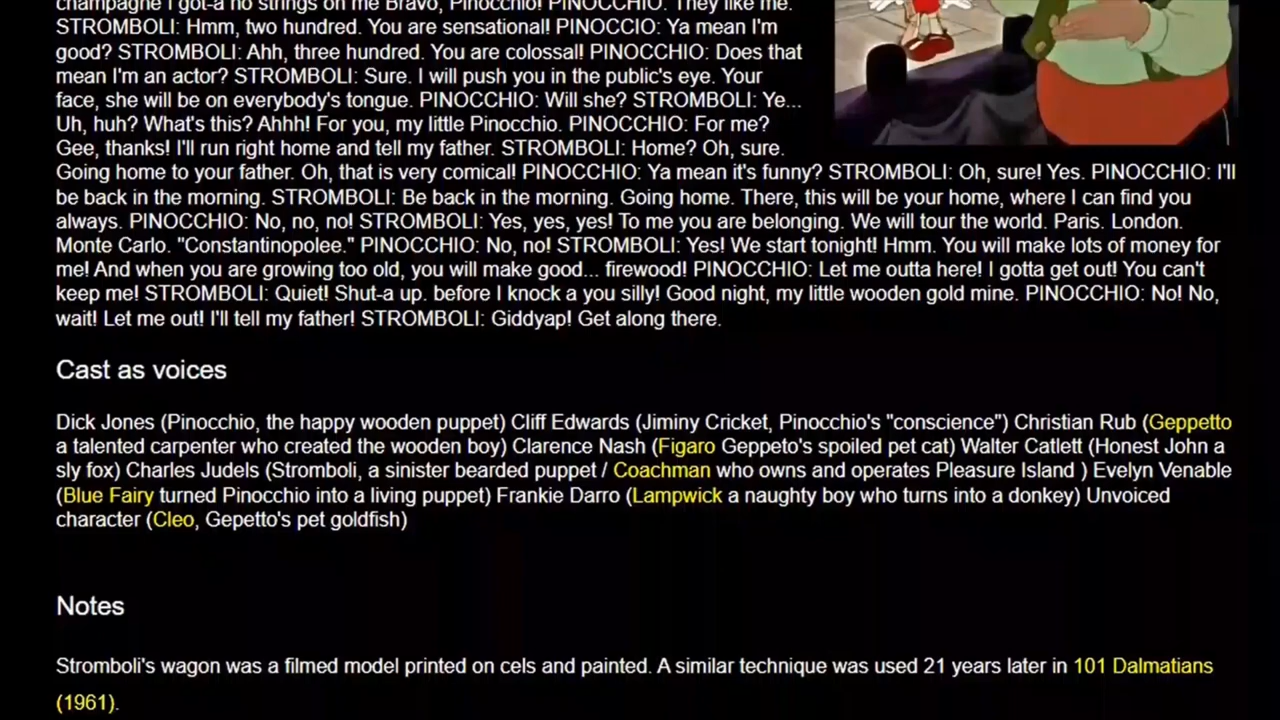 champagne I got-a no strings on me Bravo, Pinocchio! PINOCCHIO: They like me.
STROMBOLI: Hmm, two hundred. You are sensational! PINOCCIO: Ya mean I'm
good? STROMBOLI: Ahh, three hundred. You are colossal! PINOCCHIO: Does that
mean I'm an actor? STROMBOLI: Sure. I will push you in the public's eye. Your
face, she will be on everybody's tongue. PINOCCHIO: Will she? STROMBOLI: Ye...
Uh, huh? What's this? Ahhh! For you, my little Pinocchio. PINOCCHIO: For me?
Gee, thanks! I'll run right home and tell my father. STROMBOLI: Home? Oh, sure.
Going home to your father. Oh, that is very comical! PINOCCHIO: Ya mean it's funny? STROMBOLI: Oh, sure! Yes. PINOCCHIO: I'll
be back in the morning. STROMBOLI: Be back in the morning. Going home. There, this will be your home, where I can find you
always. PINOCCHIO: No, no, no! STROMBOLI: Yes, yes, yes! To me you are belonging. We will tour the world. Paris. London.
Monte Carlo. "Constantinopolee." PINOCCHIO: No, no! STROMBOLI: Yes! We start tonight! Hmm. You will make lots of money for
me! And when you are growing too old, you will make good... firewood! PINOCCHIO: Let me outta here! I gotta get out! You can't
keep me! STROMBOLI: Quiet! Shut-a up. before I knock a you silly! Good night, my little wooden gold mine. PINOCCHIO: No! No,
wait! Let me out! I'll tell my father! STROMBOLI: Giddyap! Get along there.
Cast as voices
Dick Jones (Pinocchio, the happy wooden puppet) Cliff Edwards (Jiminy Cricket, Pinocchio's "conscience") Christian Rub (Geppetto
a talented carpenter who created the wooden boy) Clarence Nash (Figaro Geppeto's spoiled pet cat) Walter Catlett (Honest John a
sly fox) Charles Judels (Stromboli, a sinister bearded puppet / Coachman who owns and operates Pleasure Island ) Evelyn Venable
(Blue Fairy turned Pinocchio into a living puppet) Frankie Darro (Lampwick a naughty boy who turns into a donkey) Unvoiced
character (Cleo, Gepetto's pet goldfish)
Notes
Stromboli's wagon was a filmed model printed on cels and painted. A similar technique was used 21 years later in 101 Dalmatians
(1961).